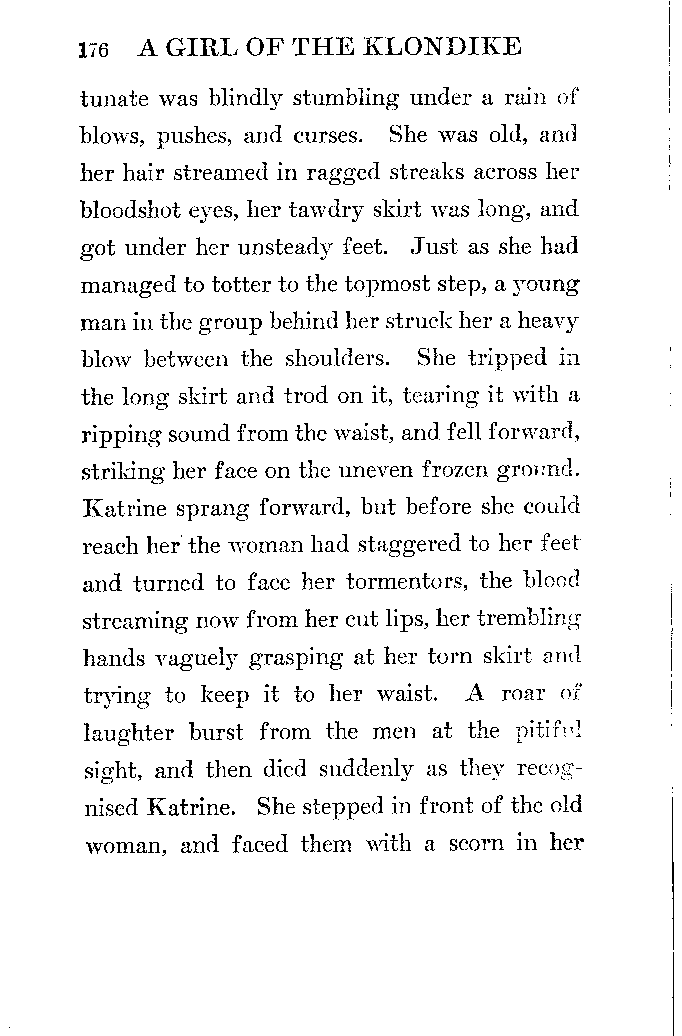 176 A GIRL OF THE KLONDIKE
tunate was blindly stumbling under a rain of
blows, pushes, and curses. She was old, and
her hair streamed in ragged streaks across her
bloodshot eyes, her tawdry skirt was long, and
got under her unsteady feet. Just as she had
managed to totter to the topmost step, a young
man in the group behind her struck her a heavy
blow between the shoulders. She tripped in
the long skirt and trod on it, tearing it with a
ripping sound from the waist, and fell forward,
striking her face on the uneven frozen ground.
Katrine sprang forward, but before she could
reach her the woman had staggered to her feet
and turned to face her tormentors, the blood
streaming now from her cut lips, her trembling
hands vaguely grasping at her torn skirt and
trying to keep it to her waist. A roar of
laughter burst from the men at the pitiful
sight, and then died suddenly as they recog-
nised Katrine. She stepped in front of the old
woman, and faced them with a scorn in her